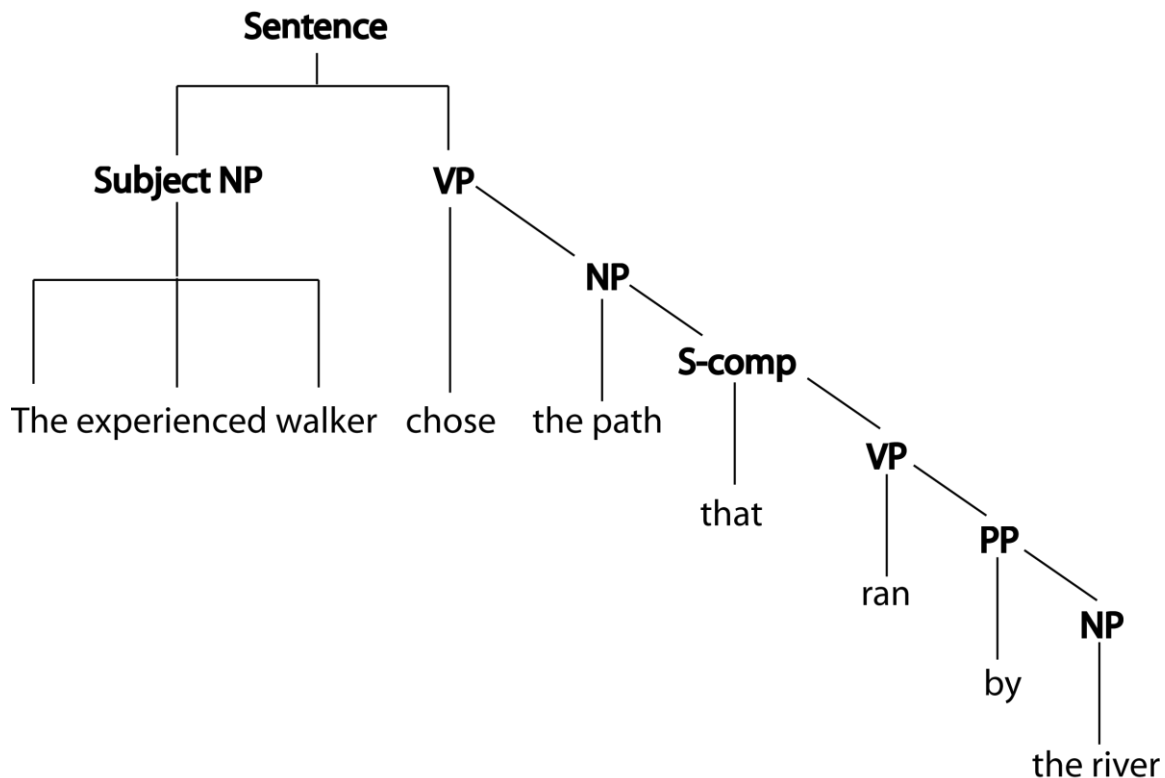 Sentence
Subject NP VP
NP
S-comp
The experienced walker chose the path
VP
that
PP
ran
NP
by
the river